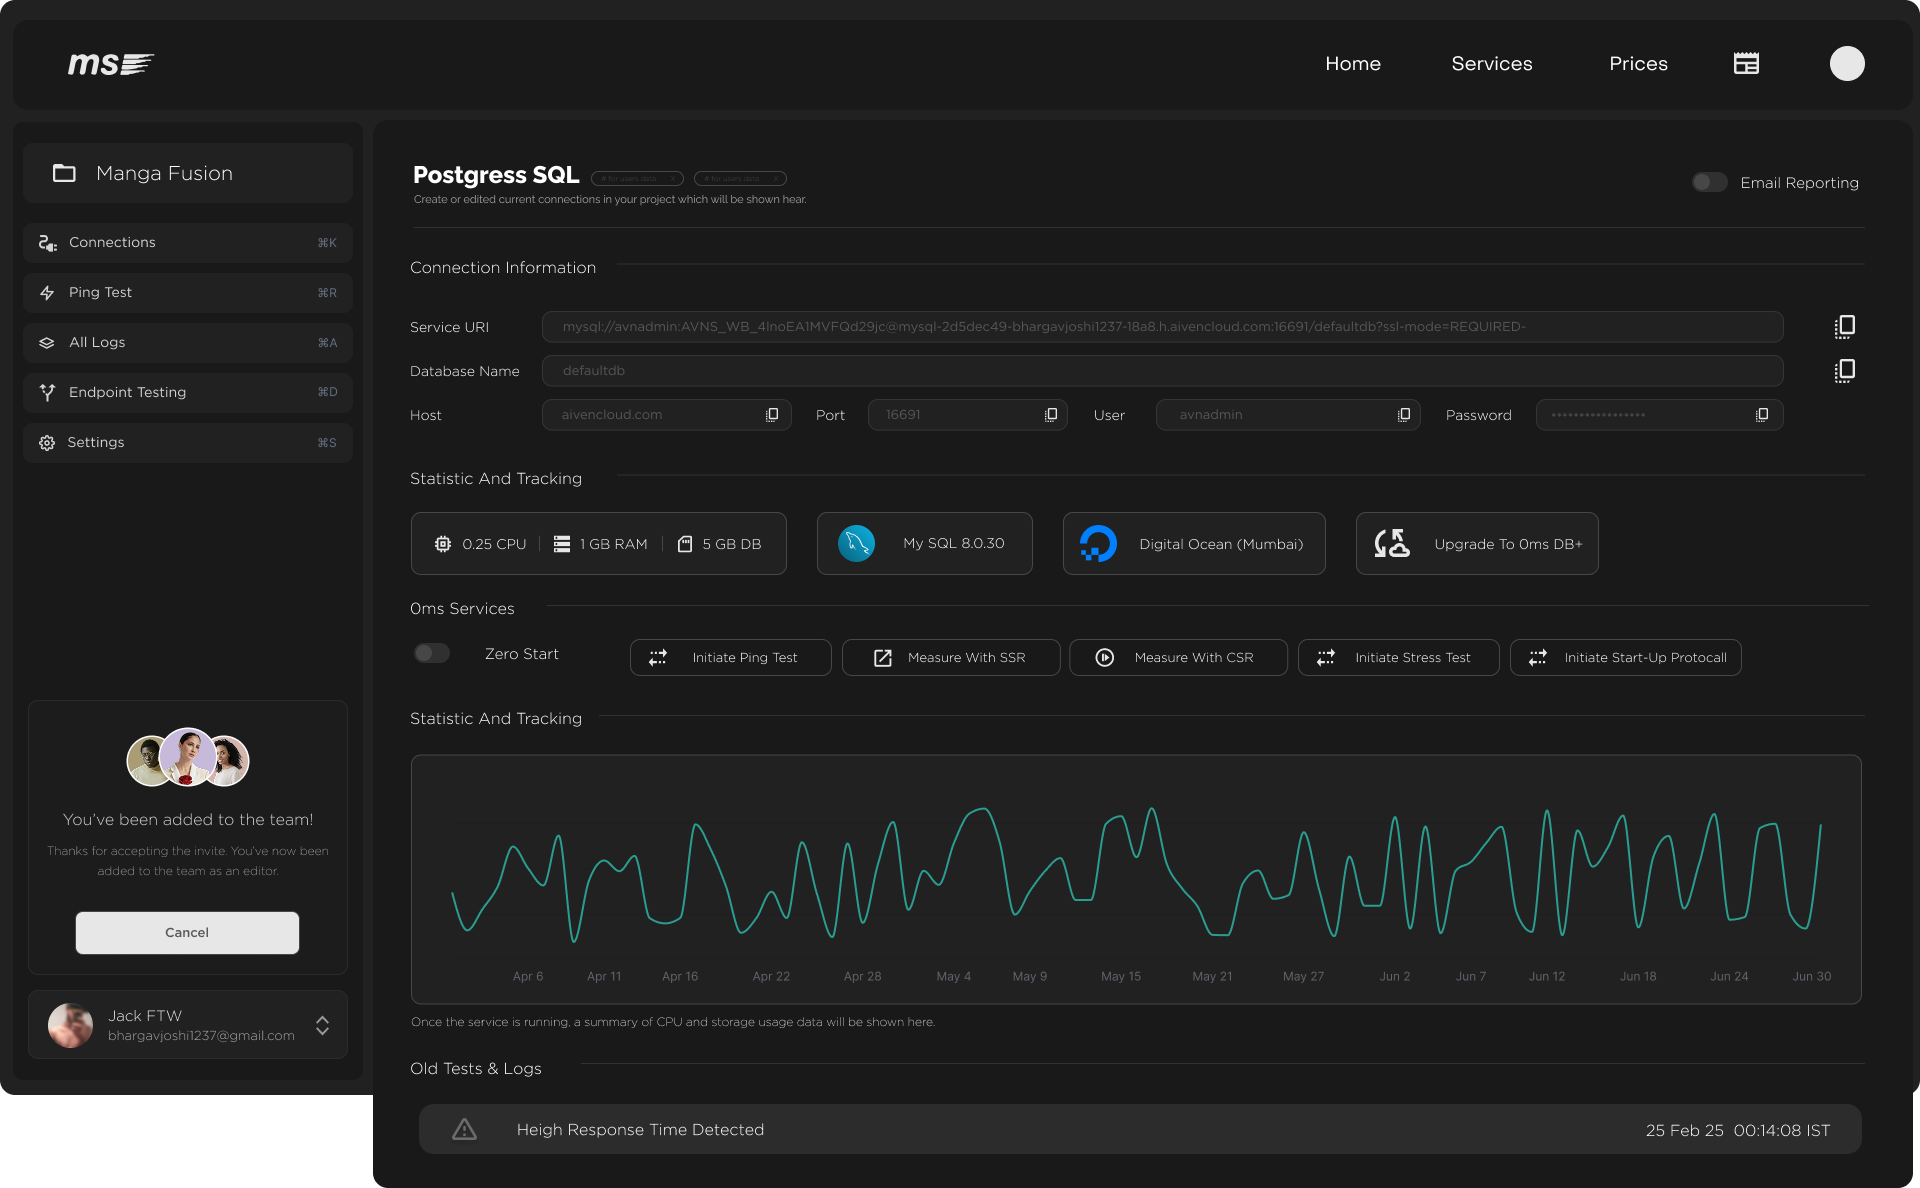 ms
Home
Services
Prices
Manga Fusion
Connections ⌘K
Ping Test ⌘R
All Logs ⌘A
Endpoint Testing ⌘D
Settings ⌘S
You've been added to the team!
Thanks for accepting the invite. You've now been
added to the team as an editor.
Cancel
Jack FTW
bhargavjoshi1237@gmail.com
Postgress SQL
# for users data ×
# for users data ×
Email Reporting
Create or edited current connections in your project which will be shown hear.
Connection Information
Service URI
mysql://avnadmin:AVNS_WB_4lnoEA1MVFQd29jc@mysql-2d5dec49-bhargavjoshi1237-18a8.h.aivencloud.com:16691/defaultdb?ssl-mode=REQUIRED-
Database Name
defaultdb
Host
aivencloud.com
Port
16691
User
avnadmin
Password
•••••••••••••••••
Statistic And Tracking
0.25 CPU
1 GB RAM
5 GB DB
My SQL 8.0.30
Digital Ocean (Mumbai)
Upgrade To 0ms DB+
0ms Services
Zero Start
Initiate Ping Test
Measure With SSR
Measure With CSR
Initiate Stress Test
Initiate Start-Up Protocall
Statistic And Tracking
Apr 6 Apr 11 Apr 16 Apr 22 Apr 28 May 4 May 9 May 15 May 21 May 27 Jun 2 Jun 7 Jun 12 Jun 18 Jun 24 Jun 30
Once the service is running, a summary of CPU and storage usage data will be shown here.
Old Tests & Logs
Heigh Response Time Detected
25 Feb 25 00:14:08 IST